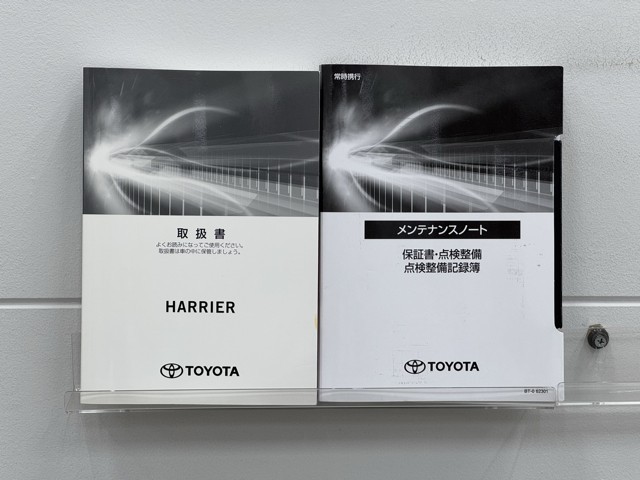 取扱書
よくお読みになってご使用ください。
取扱書は車の中に保管しましょう。
HARRIER
TOYOTA
常時携行
メンテナンスノート
保証書・点検整備
点検整備記録簿
TOYOTA